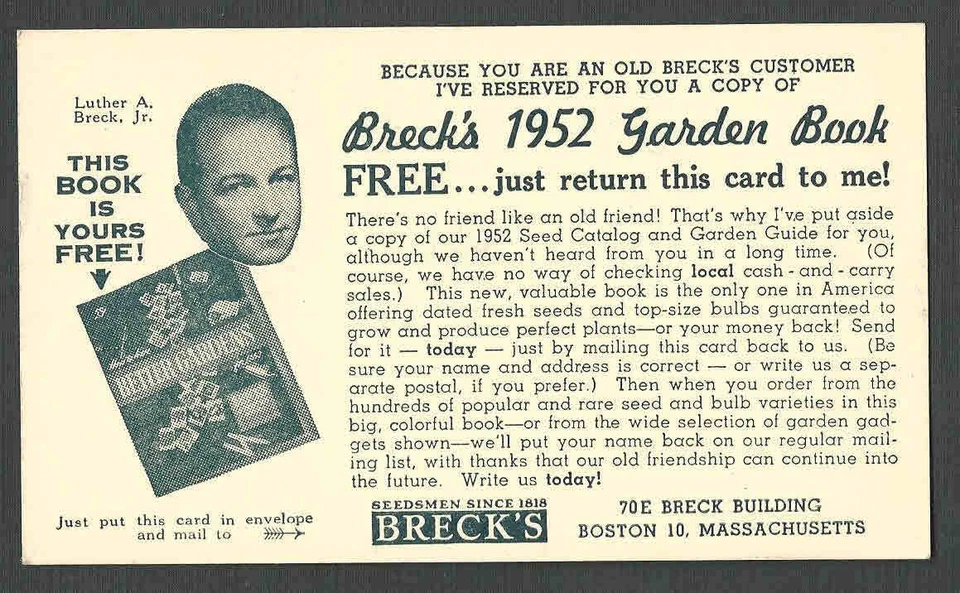 Luther A.
Breck, Jr.
THIS
BOOK
IS
YOURS
FREE!
Just put this card in envelope
and mail to
BECAUSE YOU ARE AN OLD BRECK'S CUSTOMER
I'VE RESERVED FOR YOU A COPY OF
Breck's 1952 Garden Book
FREE...just return this card to me!
There's no friend like an old friend! That's why I've put aside
a copy of our 1952 Seed Catalog and Garden Guide for you,
although we haven't heard from you in a long time. (Of
course, we have no way of checking local cash-and-carry
sales.) This new, valuable book is the only one in America
offering dated fresh seeds and top-size bulbs guaranteed to
grow and produce perfect plants—or your money back! Send
for it — today — just by mailing this card back to us. (Be
sure your name and address is correct — or write us a sep-
arate postal, if you prefer.) Then when you order from the
hundreds of popular and rare seed and bulb varieties in this
big, colorful book—or from the wide selection of garden gad-
gets shown—we'll put your name back on our regular mail-
ing list, with thanks that our old friendship can continue into
the future. Write us today!
SEEDSMEN SINCE 1818
BRECK'S
70E BRECK BUILDING
BOSTON 10, MASSACHUSETTS